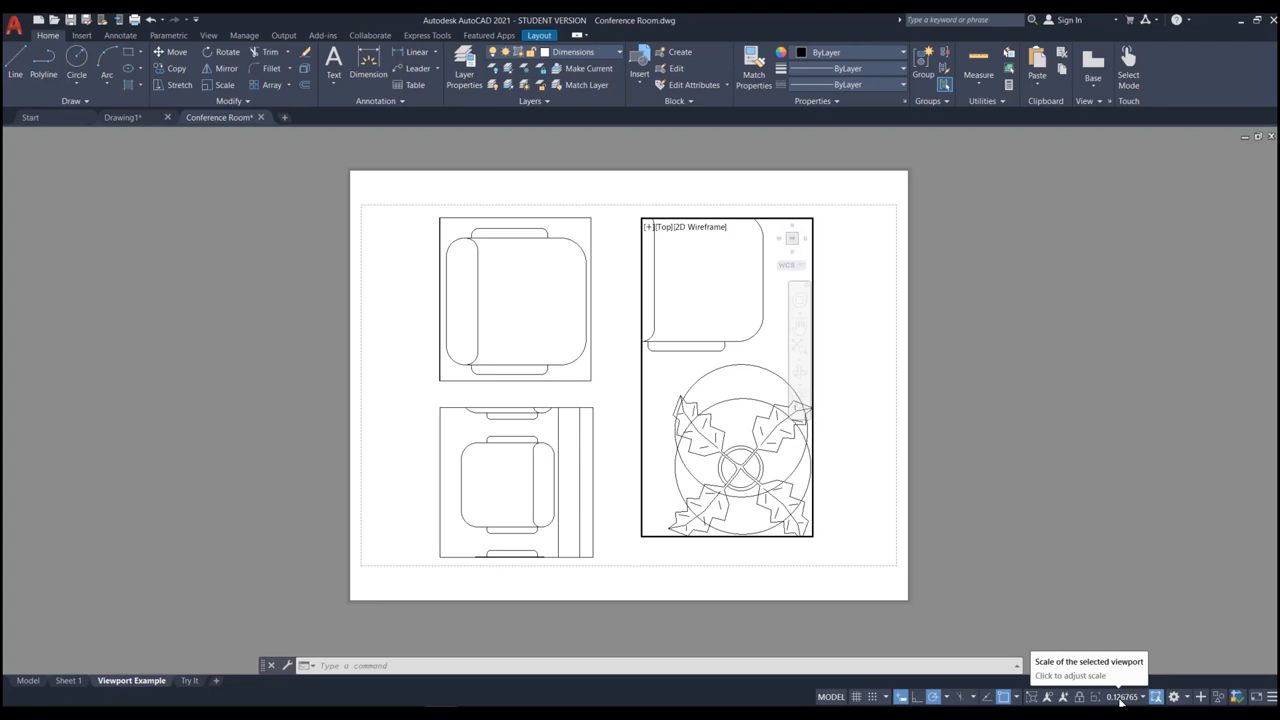 Autodesk AutoCAD 2021 - STUDENT VERSION Conference Room.dwg
Type a keyword or phrase
Sign In
Home Insert Annotate Parametric View Manage Output Add-ins Collaborate Express Tools Featured Apps Layout
Line
Polyline
Circle
Arc
Move
Copy
Stretch
Rotate
Mirror
Scale
Trim
Fillet
Array
Text
Dimension
Linear
Leader
Table
Layer
Properties
Dimensions
Make Current
Match Layer
Insert
Create
Edit
Edit Attributes
Match
Properties
ByLayer
ByLayer
ByLayer
Group
Measure
Paste
Base
Select
Mode
Draw Modify Annotation Layers Block Properties Groups Utilities Clipboard View Touch
Start Drawing1* Conference Room*
[+][Top][2D Wireframe]
WCS
Type a command
Scale of the selected viewport
Click to adjust scale
Model Sheet 1 Viewport Example Try It
MODEL
0.126765